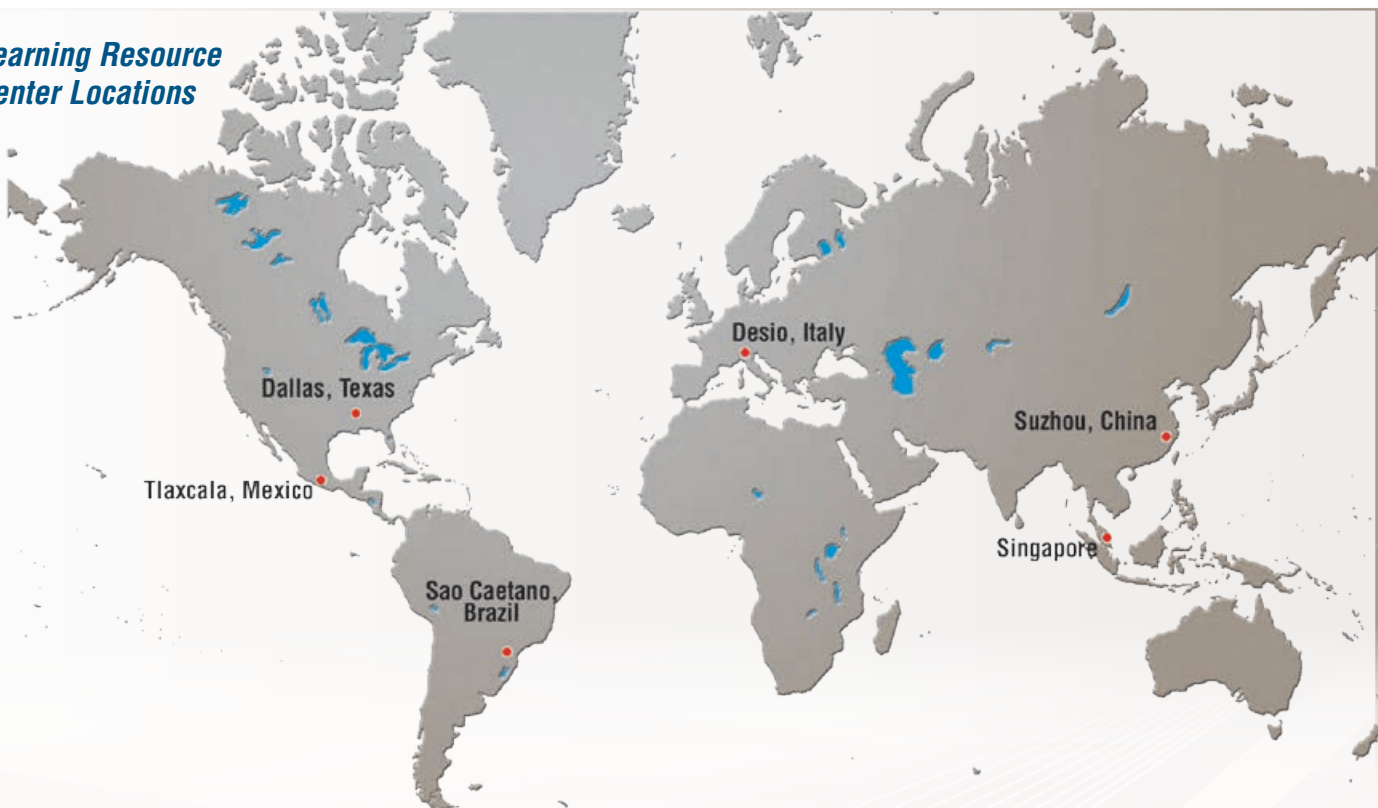 earning Resource
enter Locations
Desio, Italy
Dallas, Texas
Suzhou, China
Tlaxcala, Mexico
Singapore
Sao Caetano,
Brazil